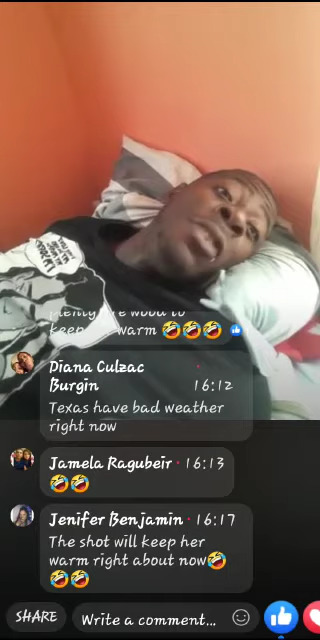 keep warm 🤣🤣🤣
Diana Culzac
Burgin 16:12
Texas have bad weather
right now
Jamela Ragubeir • 16:13
🤣🤣
Jenifer Benjamin • 16:17
The shot will keep her
warm right about now🤣
🤣🤣
SHARE Write a comment...